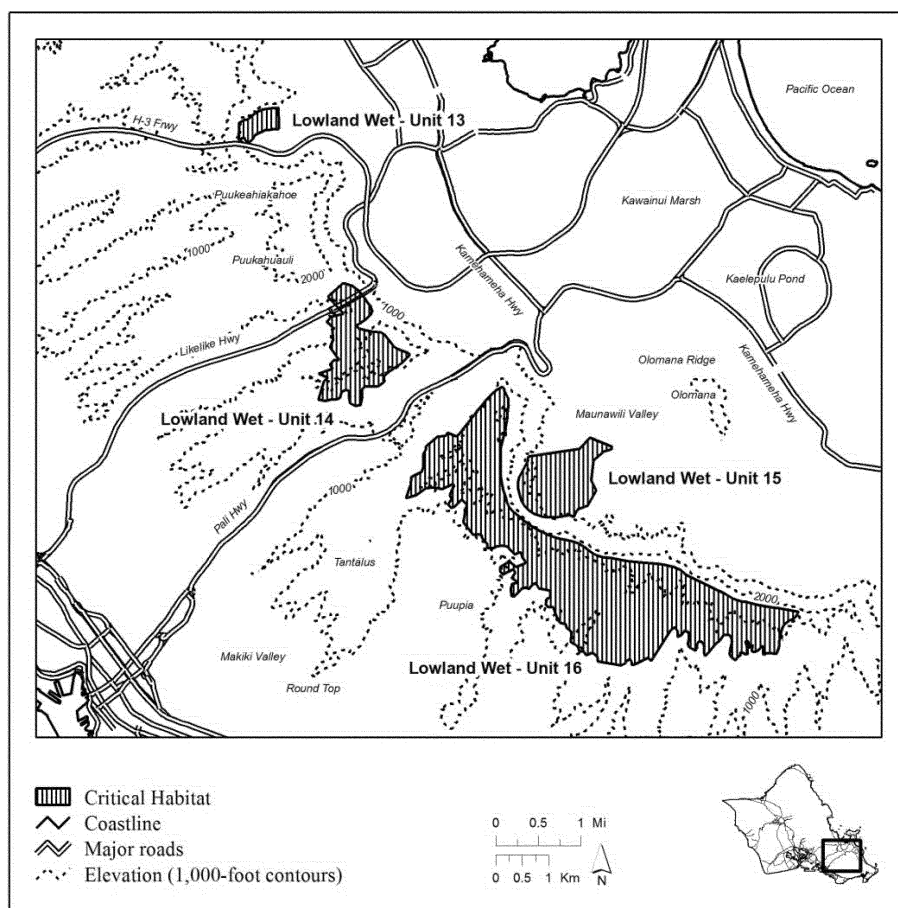 Pacific Ocean
H-3 Frwy
Lowland Wet - Unit 13
Puukeahiakahoe
Kawainui Marsh
1000
Puukahuauli
2000
Kamehameha Hwy
Kaelepulu Pond
1000
Likelike Hwy
Olomana Ridge
Kamehameha Hwy
Olomana
Lowland Wet - Unit 14
Maunawili Valley
1000
Lowland Wet - Unit 15
Pali Hwy
Tantalus
2000
Puupia
Makiki Valley
Lowland Wet - Unit 16
Round Top
1000
Critical Habitat
Coastline
Major roads
Elevation (1,000-foot contours)
0 0.5 1 Mi
0 0.5 1 Km
N